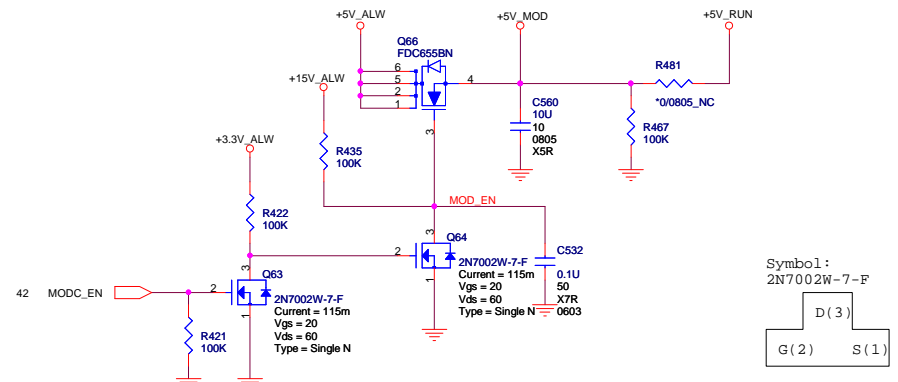 +5V_ALW
+5V_MOD
+5V_RUN
Q66
FDC655BN
6
5
2
1
4
3
+15V_ALW
R481
*0/0805_NC
C560
10U
10
0805
X5R
R467
100K
R435
100K
+3.3V_ALW
MOD_EN
R422
100K
3
2
1
Q64
2N7002W-7-F
Current = 115m
Vgs = 20
Vds = 60
Type = Single N
C532
0.1U
50
X7R
0603
42 MODC_EN
3
2
1
Q63
2N7002W-7-F
Current = 115m
Vgs = 20
Vds = 60
Type = Single N
R421
100K
Symbol:
2N7002W-7-F
D(3)
G(2) S(1)